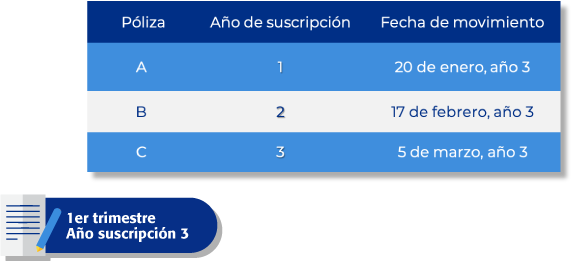 Póliza Año de suscripción Fecha de movimiento
A 1 20 de enero, año 3
B 2 17 de febrero, año 3
C 3 5 de marzo, año 3
1er trimestre
Año suscripción 3